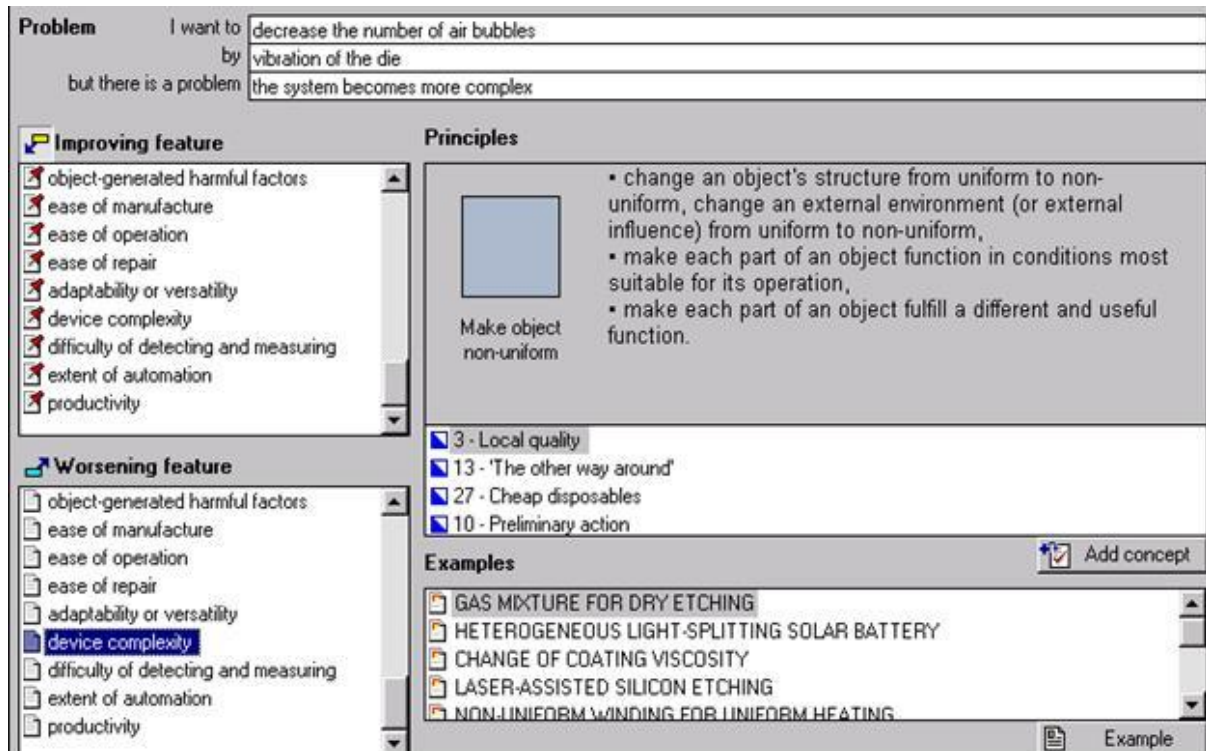 Problem
I want to decrease the number of air bubbles
by vibration of the die
but there is a problem the system becomes more complex
Improving feature
object-generated harmful factors
ease of manufacture
ease of operation
ease of repair
adaptability or versatility
device complexity
difficulty of detecting and measuring
extent of automation
productivity
Worsening feature
object-generated harmful factors
ease of manufacture
ease of operation
ease of repair
adaptability or versatility
device complexity
difficulty of detecting and measuring
extent of automation
productivity
Principles
Make object
non-uniform
• change an object's structure from uniform to non-
uniform, change an external environment (or external
influence) from uniform to non-uniform,
• make each part of an object function in conditions most
suitable for its operation,
• make each part of an object fulfill a different and useful
function.
3 - Local quality
13 - 'The other way around'
27 - Cheap disposables
10 - Preliminary action
Add concept
Examples
GAS MIXTURE FOR DRY ETCHING
HETEROGENEOUS LIGHT-SPLITTING SOLAR BATTERY
CHANGE OF COATING VISCOSITY
LASER-ASSISTED SILICON ETCHING
NON-UNIFORM WINDING FOR UNIFORM HEATING
Example